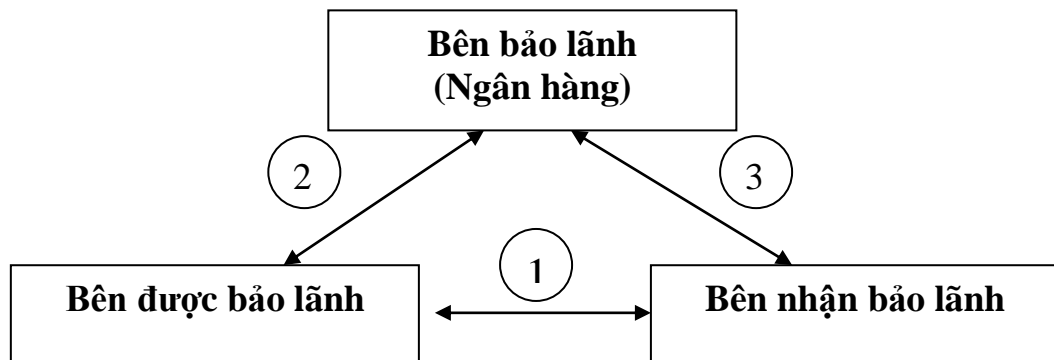 Bên bảo lãnh
(Ngân hàng)
2
3
1
Bên được bảo lãnh
Bên nhận bảo lãnh